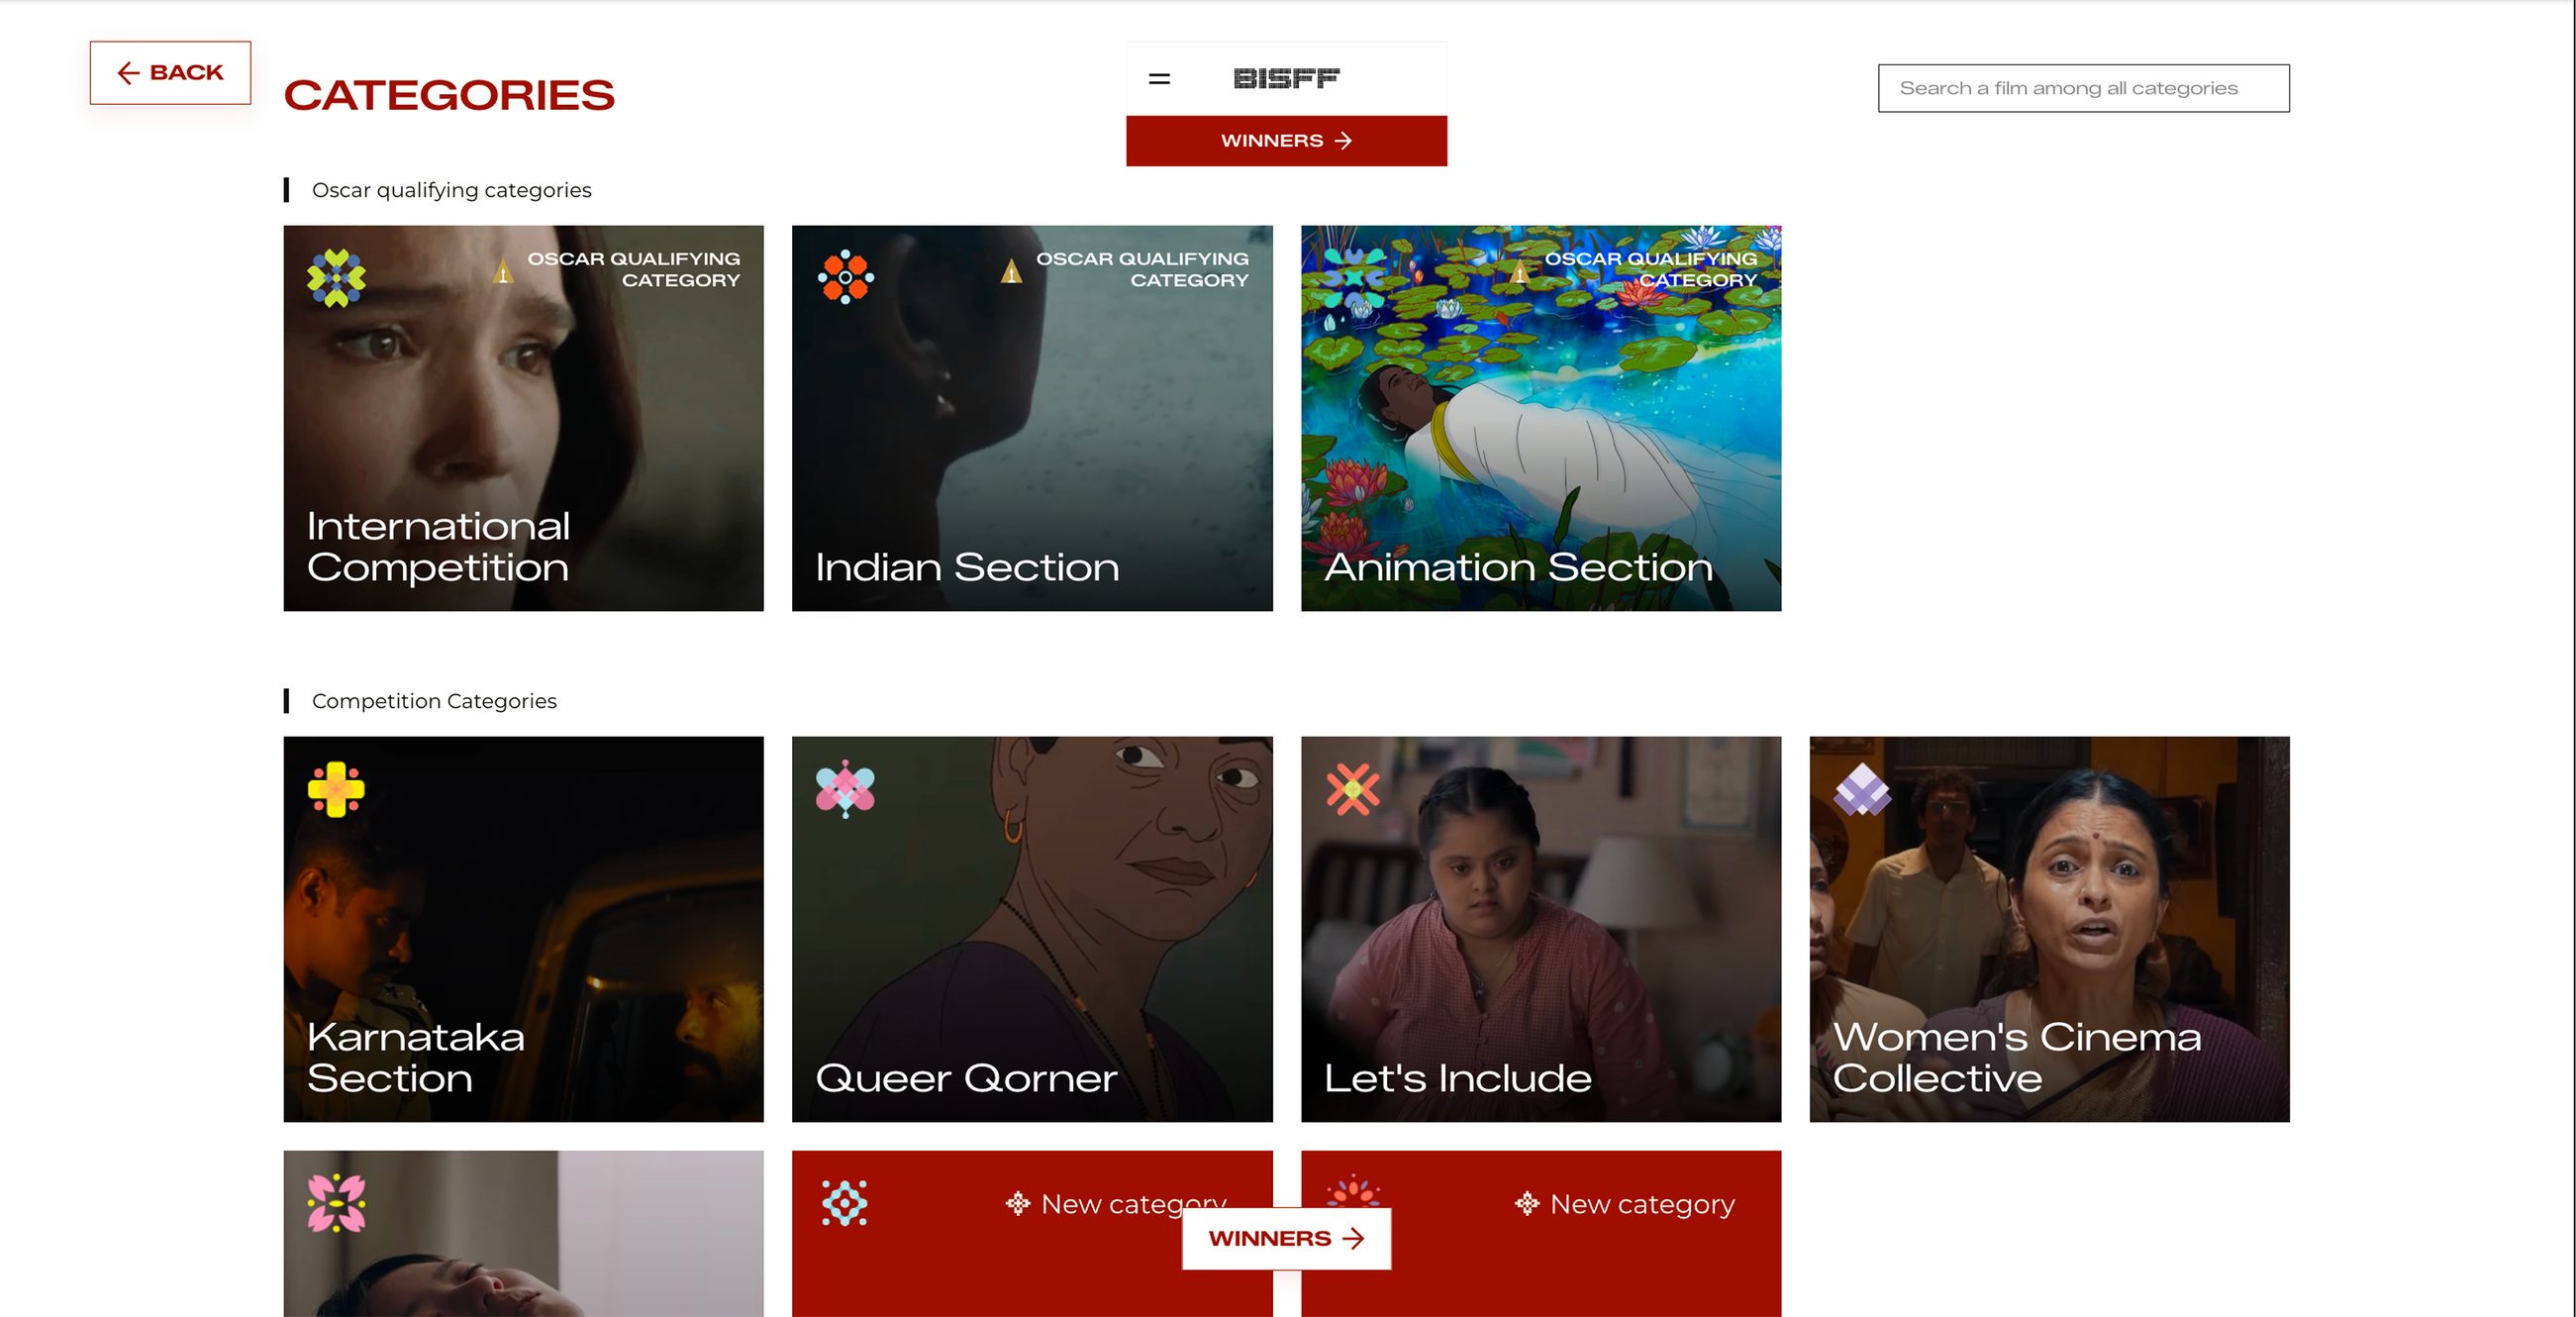 BACK
CATEGORIES
BISFF
WINNERS
Search a film among all categories
Oscar qualifying categories
OSCAR QUALIFYING
CATEGORY
International
Competition
OSCAR QUALIFYING
CATEGORY
Indian Section
OSCAR QUALIFYING
CATEGORY
Animation Section
Competition Categories
Karnataka
Section
Queer Qorner
Let's Include
Women's Cinema
Collective
New category
New category
WINNERS